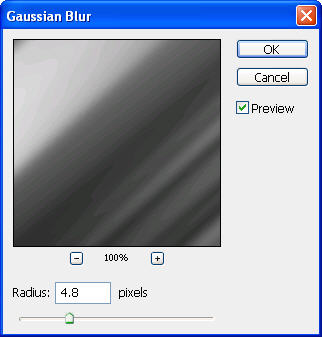 Gaussian Blur
OK
Cancel
Preview
100%
Radius: 4.8 pixels